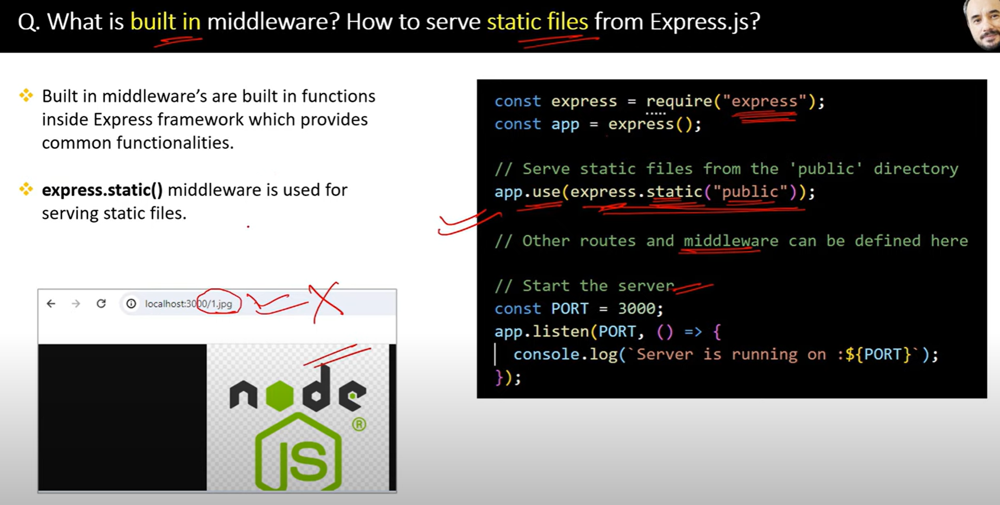 Q. What is built in middleware? How to serve static files from Express.js?
Built in middleware's are built in functions
inside Express framework which provides
common functionalities.
express.static() middleware is used for
serving static files.
localhost:3000/1.jpg
node
®
JS
const express = require("express");
const app = express();
// Serve static files from the 'public' directory
app.use(express.static("public"));
// Other routes and middleware can be defined here
// Start the server
const PORT = 3000;
app.listen(PORT, () => {
console.log(`Server is running on :${PORT}`);
});